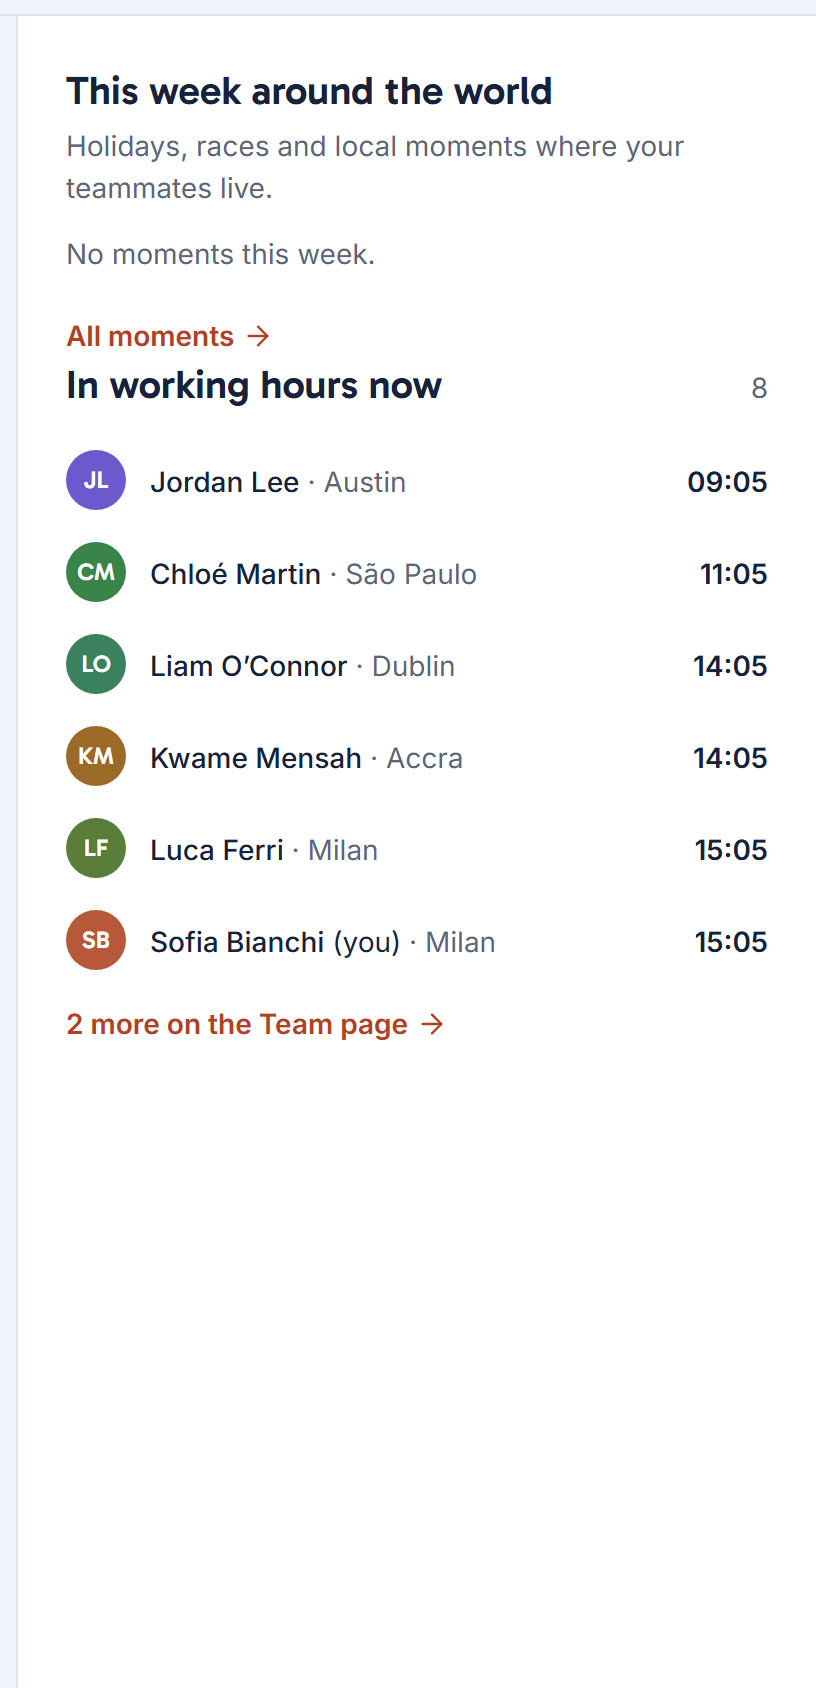 This week around the world
Holidays, races and local moments where your
teammates live.
No moments this week.
All moments →
In working hours now 8
JL Jordan Lee · Austin 09:05
CM Chloé Martin · São Paulo 11:05
LO Liam O’Connor · Dublin 14:05
KM Kwame Mensah · Accra 14:05
LF Luca Ferri · Milan 15:05
SB Sofia Bianchi (you) · Milan 15:05
2 more on the Team page →